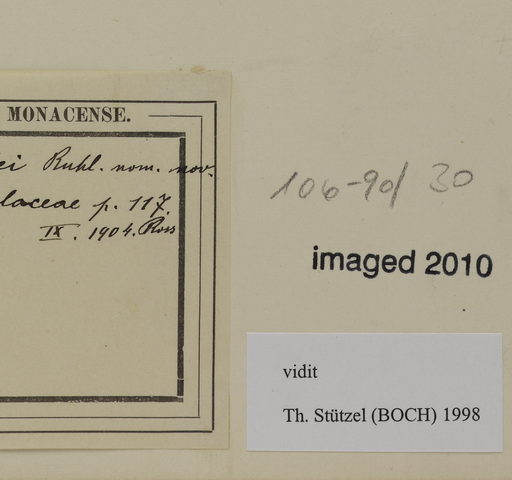 MONACENSE.
ei Ruhl. nom. nov.
laceae p. 117.
IX. 1904. Ross
106-90/ 30
imaged 2010
vidit
Th. Stützel (BOCH) 1998